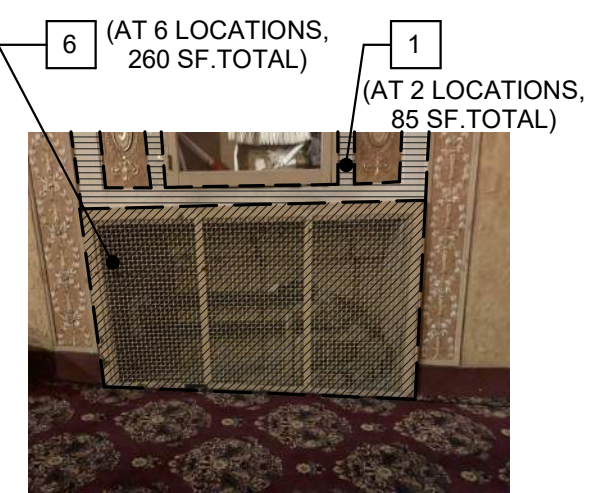 6
(AT 6 LOCATIONS,
260 SF.TOTAL)
1
(AT 2 LOCATIONS,
85 SF.TOTAL)